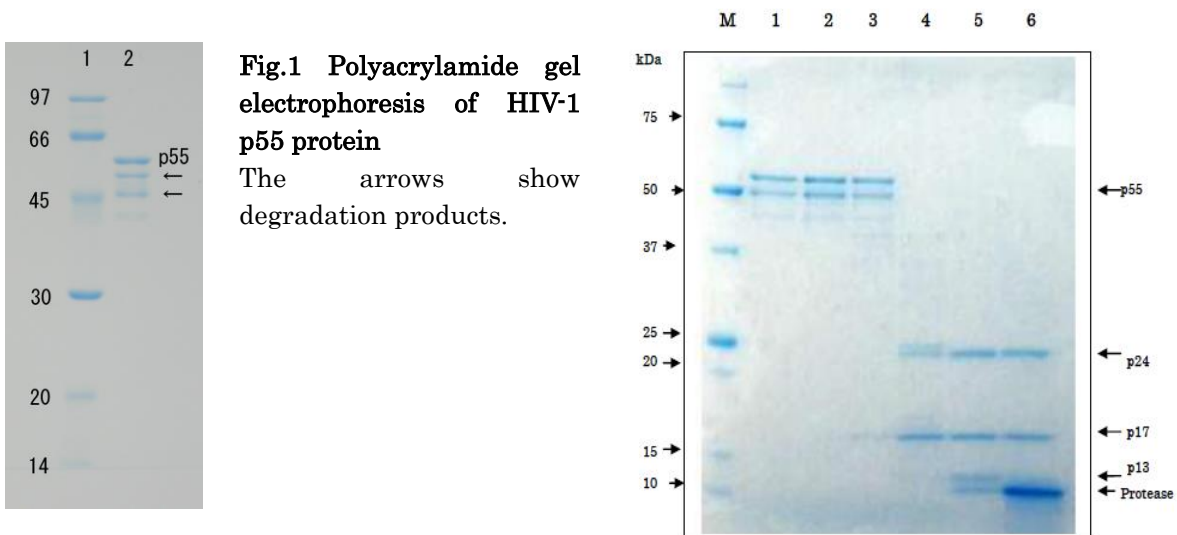 1 2
97
66
p55
←
←
45
30
20
14
Fig.1 Polyacrylamide gel
electrophoresis of HIV-1
p55 protein
The arrows show
degradation products.
M 1 2 3 4 5 6
kDa
75
50
p55
37
25
20
p24
p17
15
p13
10
Protease